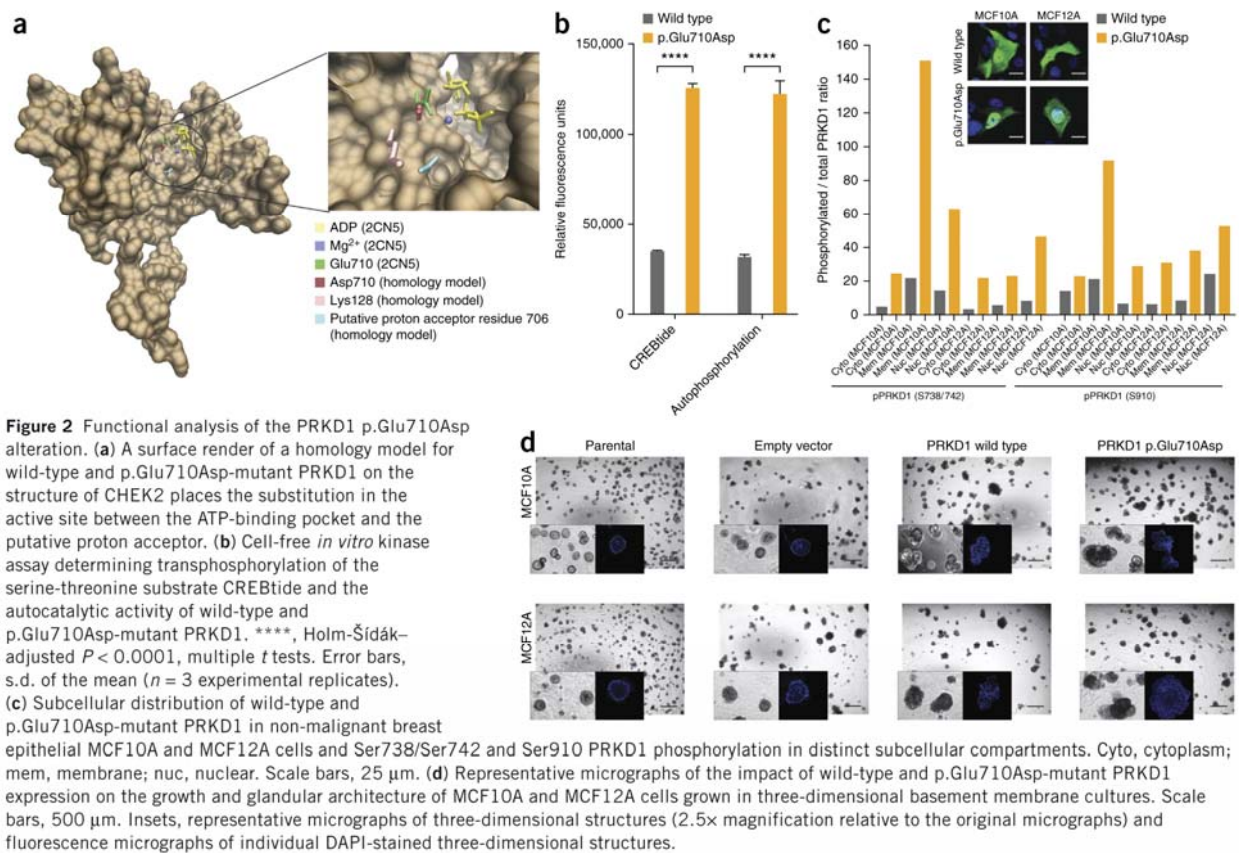 a
ADP (2CN5)
Mg2+ (2CN5)
Glu710 (2CN5)
Asp710 (homology model)
Lys128 (homology model)
Putative proton acceptor residue 706
(homology model)
b
Wild type
p.Glu710Asp
150,000
100,000
50,000
0
Relative fluorescence units
****
****
CREBtide
Autophosphorylation
c
MCF10A
MCF12A
Wild type
p.Glu710Asp
Wild type
p.Glu710Asp
160
140
120
100
80
60
40
20
0
Phosphorylated / total PRKD1 ratio
Cyto (MCF10A)
Cyto (MCF10A)
Mem (MCF10A)
Mem (MCF10A)
Nuc (MCF10A)
Nuc (MCF10A)
Cyto (MCF12A)
Cyto (MCF12A)
Mem (MCF12A)
Mem (MCF12A)
Nuc (MCF12A)
Nuc (MCF12A)
Cyto (MCF10A)
Cyto (MCF10A)
Mem (MCF10A)
Mem (MCF10A)
Nuc (MCF10A)
Nuc (MCF10A)
Cyto (MCF12A)
Cyto (MCF12A)
Mem (MCF12A)
Mem (MCF12A)
Nuc (MCF12A)
Nuc (MCF12A)
pPRKD1 (S738/742)
pPRKD1 (S910)
d
Parental
Empty vector
PRKD1 wild type
PRKD1 p.Glu710Asp
MCF10A
MCF12A
Figure 2 Functional analysis of the PRKD1 p.Glu710Asp
alteration. (a) A surface render of a homology model for
wild-type and p.Glu710Asp-mutant PRKD1 on the
structure of CHEK2 places the substitution in the
active site between the ATP-binding pocket and the
putative proton acceptor. (b) Cell-free in vitro kinase
assay determining transphosphorylation of the
serine-threonine substrate CREBtide and the
autocatalytic activity of wild-type and
p.Glu710Asp-mutant PRKD1. ****, Holm-Šídák–
adjusted P < 0.0001, multiple t tests. Error bars,
s.d. of the mean (n = 3 experimental replicates).
(c) Subcellular distribution of wild-type and
p.Glu710Asp-mutant PRKD1 in non-malignant breast
epithelial MCF10A and MCF12A cells and Ser738/Ser742 and Ser910 PRKD1 phosphorylation in distinct subcellular compartments. Cyto, cytoplasm;
mem, membrane; nuc, nuclear. Scale bars, 25 μm. (d) Representative micrographs of the impact of wild-type and p.Glu710Asp-mutant PRKD1
expression on the growth and glandular architecture of MCF10A and MCF12A cells grown in three-dimensional basement membrane cultures. Scale
bars, 500 μm. Insets, representative micrographs of three-dimensional structures (2.5× magnification relative to the original micrographs) and
fluorescence micrographs of individual DAPI-stained three-dimensional structures.